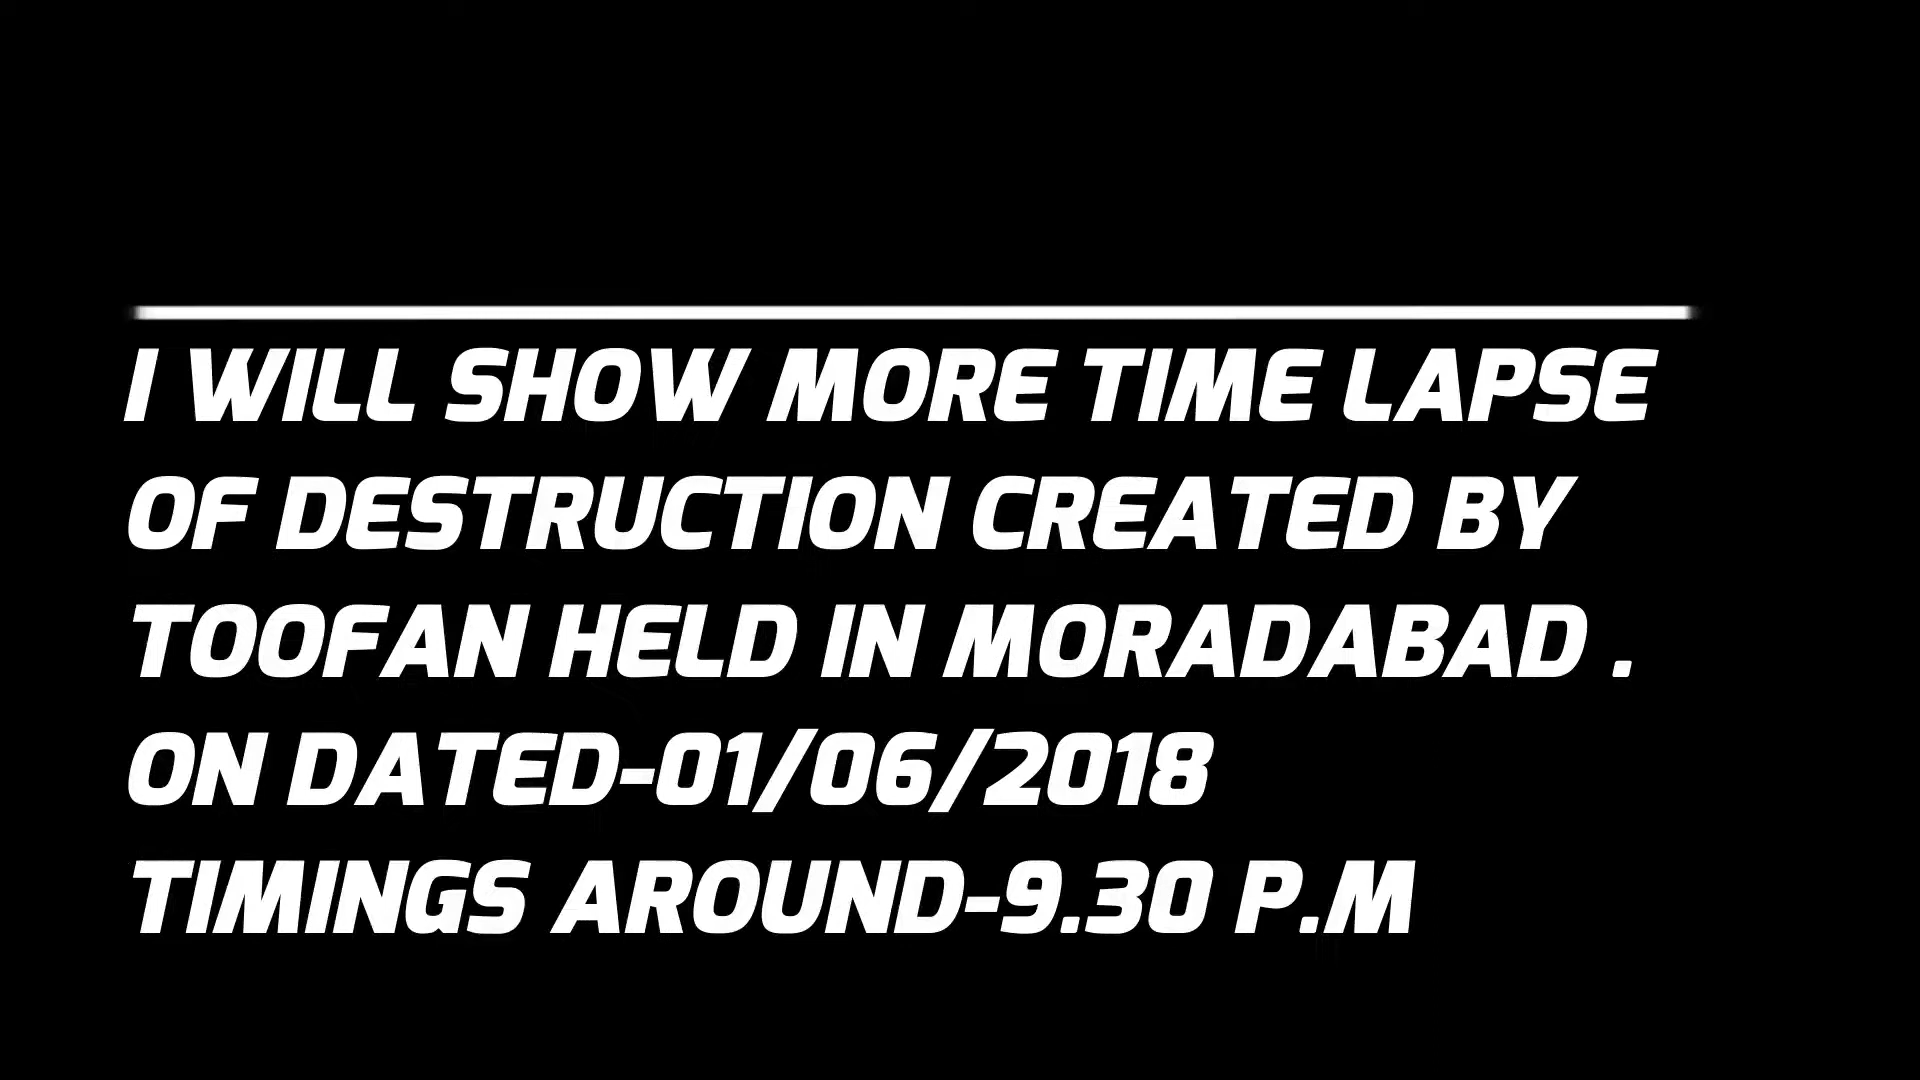 I WILL SHOW MORE TIME LAPSE
OF DESTRUCTION CREATED BY
TOOFAN HELD IN MORADABAD .
ON DATED-01/06/2018
TIMINGS AROUND-9.30 P.M